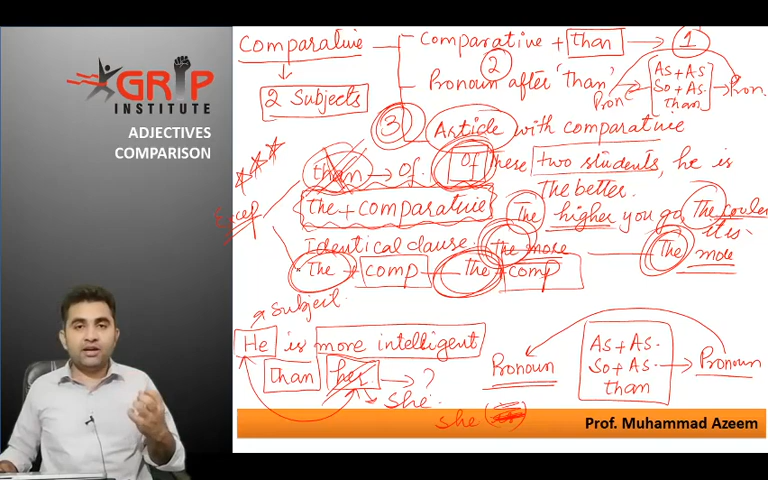 GRIP
INSTITUTE
ADJECTIVES
COMPARISON
Comparative — Comparative + than → 1
2 Subjects
2
Pronoun after 'than'
Pron As + As Pron.
So + As.
than
3 Article with comparative
than → Of. Of these two students, he is
The better.
Excep
The + comparative The higher you go The cooler
it is
Identical clause. The more The more
The + comp — the + comp
subject.
He is more intelligent
than her. → ?
she.
she
Pronoun As + As. → Pronoun
So + As.
than
Prof. Muhammad Azeem